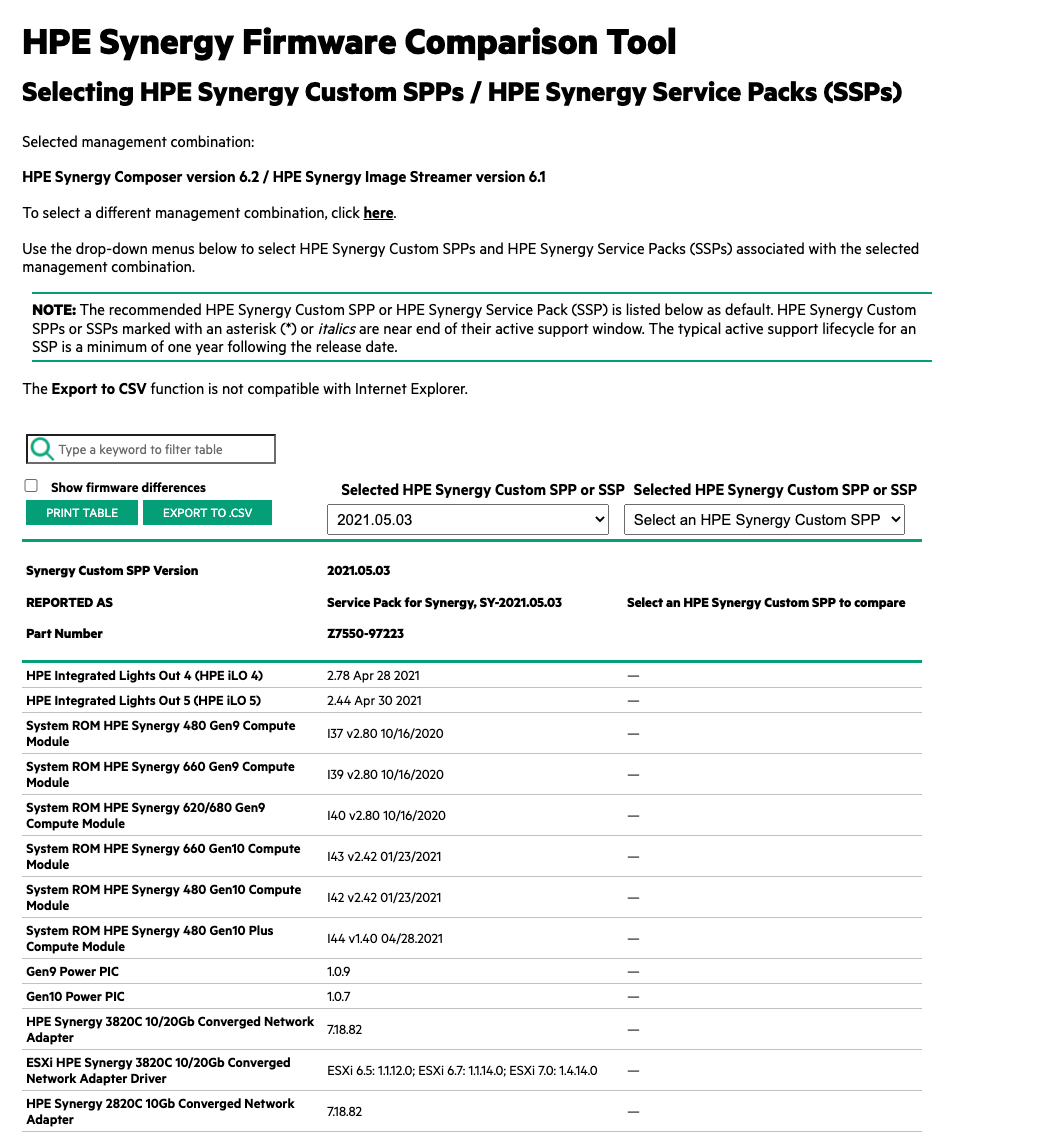 HPE Synergy Firmware Comparison Tool
Selecting HPE Synergy Custom SPPs / HPE Synergy Service Packs (SSPs)
Selected management combination:
HPE Synergy Composer version 6.2 / HPE Synergy Image Streamer version 6.1
To select a different management combination, click here.
Use the drop-down menus below to select HPE Synergy Custom SPPs and HPE Synergy Service Packs (SSPs) associated with the selected
management combination.
NOTE: The recommended HPE Synergy Custom SPP or HPE Synergy Service Pack (SSP) is listed below as default. HPE Synergy Custom
SPPs or SSPs marked with an asterisk (*) or italics are near end of their active support window. The typical active support lifecycle for an
SSP is a minimum of one year following the release date.
The Export to CSV function is not compatible with Internet Explorer.
Type a keyword to filter table
Show firmware differences
PRINT TABLE EXPORT TO .CSV
Selected HPE Synergy Custom SPP or SSP Selected HPE Synergy Custom SPP or SSP
2021.05.03 Select an HPE Synergy Custom SPP
Synergy Custom SPP Version 2021.05.03
REPORTED AS Service Pack for Synergy, SY-2021.05.03 Select an HPE Synergy Custom SPP to compare
Part Number Z7550-97223
HPE Integrated Lights Out 4 (HPE iLO 4) 2.78 Apr 28 2021 —
HPE Integrated Lights Out 5 (HPE iLO 5) 2.44 Apr 30 2021 —
System ROM HPE Synergy 480 Gen9 Compute
Module I37 v2.80 10/16/2020 —
System ROM HPE Synergy 660 Gen9 Compute
Module I39 v2.80 10/16/2020 —
System ROM HPE Synergy 620/680 Gen9
Compute Module I40 v2.80 10/16/2020 —
System ROM HPE Synergy 660 Gen10 Compute
Module I43 v2.42 01/23/2021 —
System ROM HPE Synergy 480 Gen10 Compute
Module I42 v2.42 01/23/2021 —
System ROM HPE Synergy 480 Gen10 Plus
Compute Module I44 v1.40 04/28.2021 —
Gen9 Power PIC 1.0.9 —
Gen10 Power PIC 1.0.7 —
HPE Synergy 3820C 10/20Gb Converged Network
Adapter 7.18.82 —
ESXi HPE Synergy 3820C 10/20Gb Converged
Network Adapter Driver ESXi 6.5: 1.1.12.0; ESXi 6.7: 1.1.14.0; ESXi 7.0: 1.4.14.0 —
HPE Synergy 2820C 10Gb Converged Network
Adapter 7.18.82 —